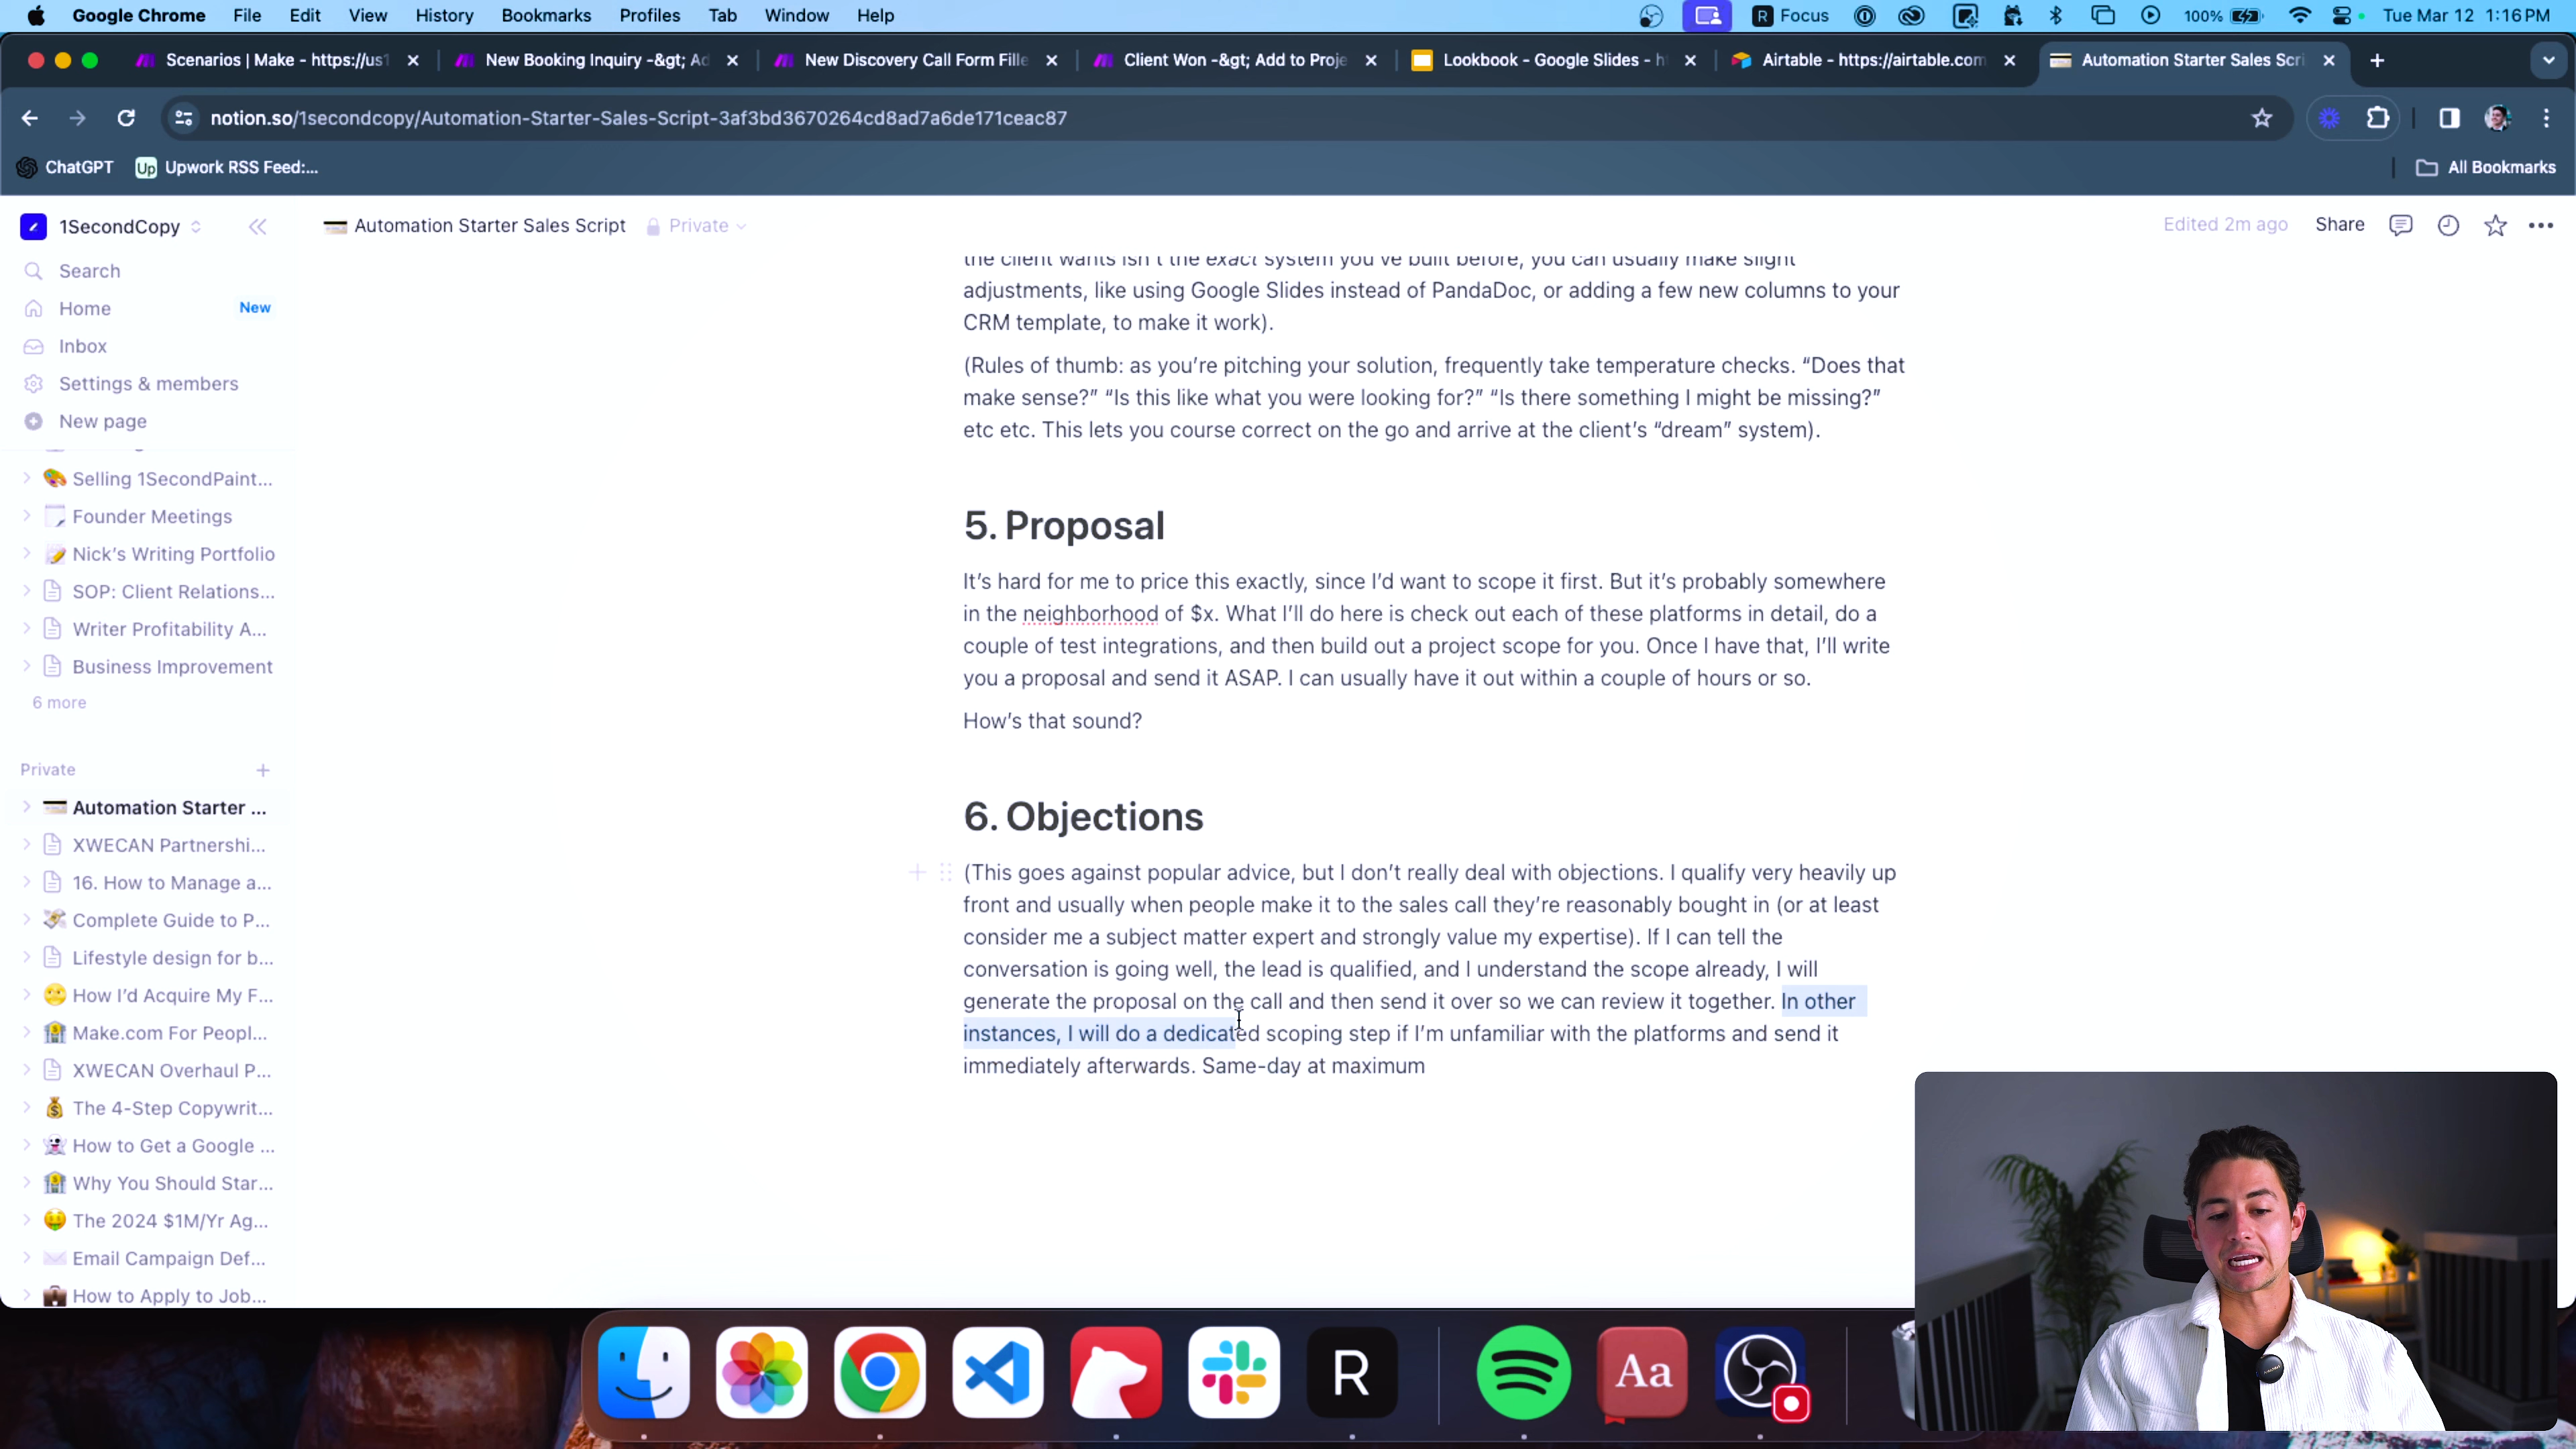 Google Chrome File Edit View History Bookmarks Profiles Tab Window Help
R Focus 100% Tue Mar 12 1:16 PM
Scenarios | Make - https://us1
New Booking Inquiry -&gt; Ad
New Discovery Call Form Fille
Client Won -&gt; Add to Proje
Lookbook - Google Slides - h
Airtable - https://airtable.com
Automation Starter Sales Scri
notion.so/1secondcopy/Automation-Starter-Sales-Script-3af3bd3670264cd8ad7a6de171ceac87
ChatGPT
Up Upwork RSS Feed:...
All Bookmarks
1SecondCopy
Search
Home New
Inbox
Settings & members
New page
Selling 1SecondPaint...
Founder Meetings
Nick's Writing Portfolio
SOP: Client Relations...
Writer Profitability A...
Business Improvement
6 more
Private
Automation Starter ...
XWECAN Partnershi...
16. How to Manage a...
Complete Guide to P...
Lifestyle design for b...
How I'd Acquire My F...
Make.com For Peopl...
XWECAN Overhaul P...
The 4-Step Copywrit...
How to Get a Google ...
Why You Should Star...
The 2024 $1M/Yr Ag...
Email Campaign Def...
How to Apply to Job...
Automation Starter Sales Script Private
Edited 2m ago Share
the client wants isn't the exact system you've built before, you can usually make slight
adjustments, like using Google Slides instead of PandaDoc, or adding a few new columns to your
CRM template, to make it work).
(Rules of thumb: as you're pitching your solution, frequently take temperature checks. “Does that
make sense?” “Is this like what you were looking for?” “Is there something I might be missing?”
etc etc. This lets you course correct on the go and arrive at the client's “dream” system).
5. Proposal
It's hard for me to price this exactly, since I'd want to scope it first. But it's probably somewhere
in the neighborhood of $x. What I'll do here is check out each of these platforms in detail, do a
couple of test integrations, and then build out a project scope for you. Once I have that, I'll write
you a proposal and send it ASAP. I can usually have it out within a couple of hours or so.
How's that sound?
6. Objections
(This goes against popular advice, but I don't really deal with objections. I qualify very heavily up
front and usually when people make it to the sales call they're reasonably bought in (or at least
consider me a subject matter expert and strongly value my expertise). If I can tell the
conversation is going well, the lead is qualified, and I understand the scope already, I will
generate the proposal on the call and then send it over so we can review it together. In other
instances, I will do a dedicated scoping step if I'm unfamiliar with the platforms and send it
immediately afterwards. Same-day at maximum
R
Aa